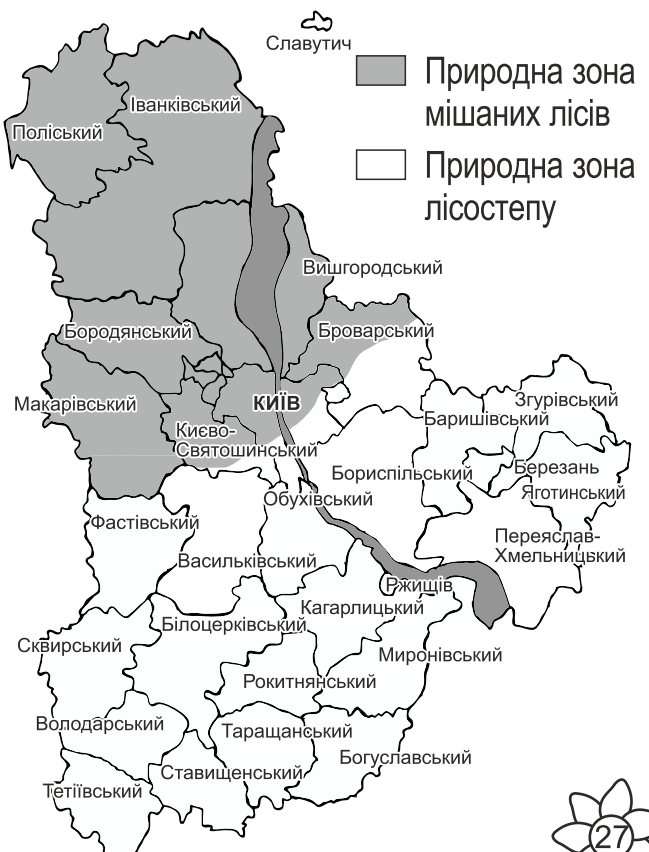 Славутич
Природна зона
мішаних лісів
Природна зона
лісостепу
Іванківський
Поліський
Вишгородський
Бородянський
Броварський
Макарівський
КИЇВ
Києво-
Святошинський
Згурівський
Баришівський
Бориспільський
Березань
Яготинський
Обухівський
Фастівський
Переяслав-
Хмельницький
Васильківський
Ржищів
Кагарлицький
Білоцерківський
Сквирський
Миронівський
Рокитнянський
Володарський
Таращанський
Богуславський
Ставищенський
Тетіївський
27